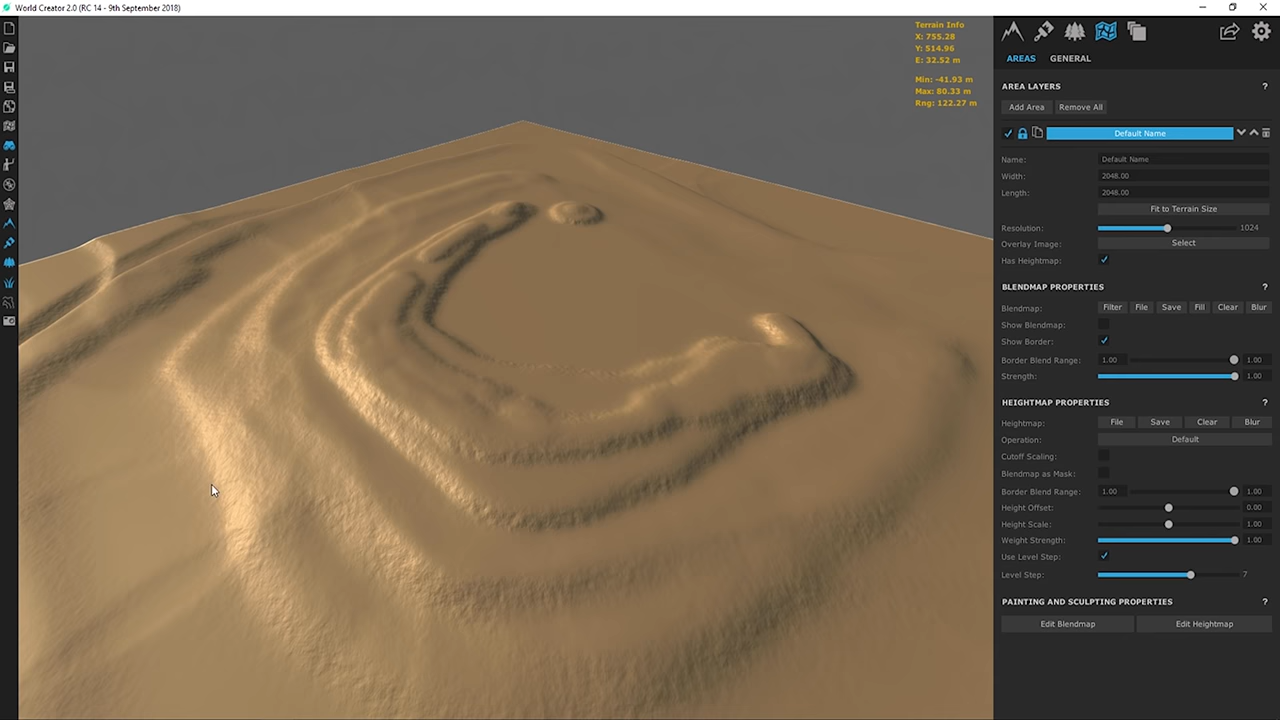 World Creator 2.0 (RC 14 - 9th September 2018)
Terrain Info
X: 755.28
Y: 514.96
E: 32.52 m
Min: -41.93 m
Max: 80.33 m
Rng: 122.27 m
AREAS GENERAL
AREA LAYERS ?
Add Area Remove All
Default Name
Name: Default Name
Width: 2048.00
Length: 2048.00
Fit to Terrain Size
Resolution: 1024
Overlay Image: Select
Has Heightmap:
BLENDMAP PROPERTIES ?
Blendmap: Filter File Save Fill Clear Blur
Show Blendmap:
Show Border:
Border Blend Range: 1.00 1.00
Strength: 1.00
HEIGHTMAP PROPERTIES ?
Heightmap: File Save Clear Blur
Operation: Default
Cutoff Scaling:
Blendmap as Mask:
Border Blend Range: 1.00 1.00
Height Offset: 0.00
Height Scale: 1.00
Weight Strength: 1.00
Use Level Step:
Level Step: 7
PAINTING AND SCULPTING PROPERTIES ?
Edit Blendmap Edit Heightmap